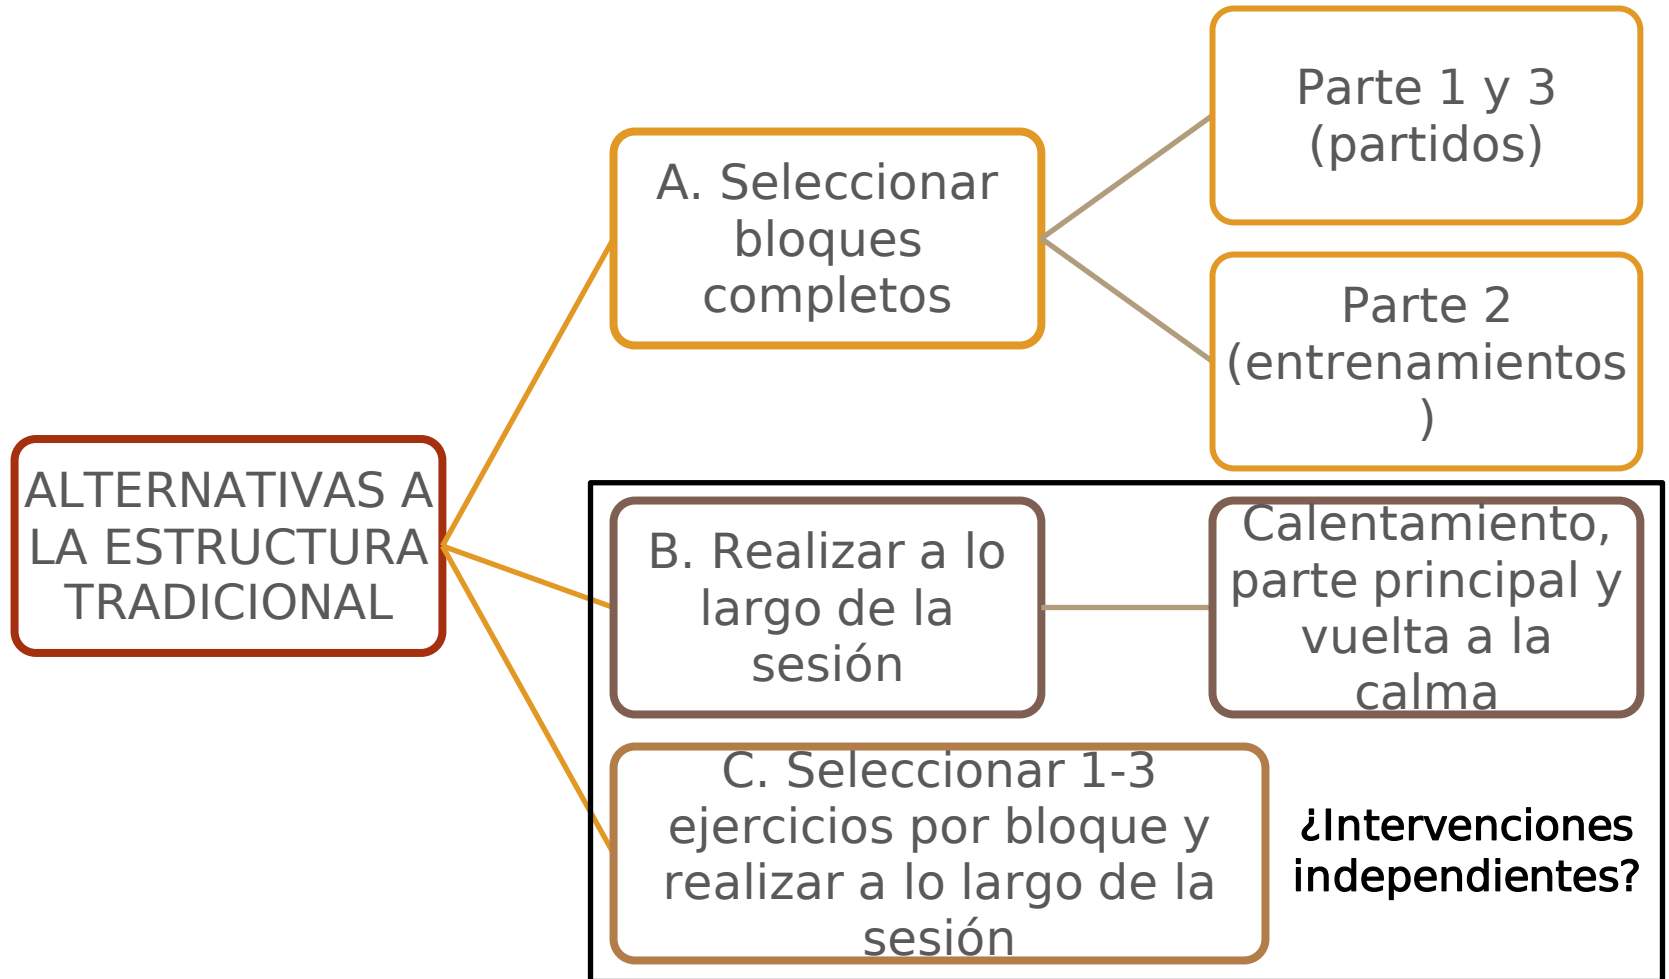 ALTERNATIVAS A
LA ESTRUCTURA
TRADICIONAL
A. Seleccionar
bloques
completos
Parte 1 y 3
(partidos)
Parte 2
(entrenamientos
)
B. Realizar a lo
largo de la
sesión
Calentamiento,
parte principal y
vuelta a la
calma
C. Seleccionar 1-3
ejercicios por bloque y
realizar a lo largo de la
sesión
¿Intervenciones
independientes?